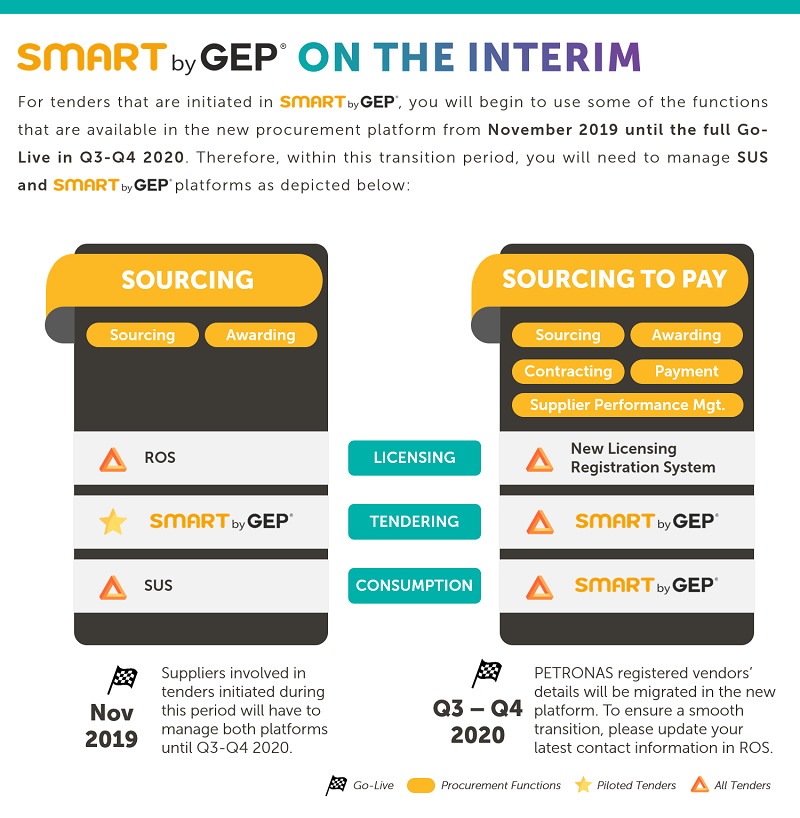 SMART by GEP® ON THE INTERIM
For tenders that are initiated in SMART by GEP®, you will begin to use some of the functions
that are available in the new procurement platform from November 2019 until the full Go-
Live in Q3-Q4 2020. Therefore, within this transition period, you will need to manage SUS
and SMART by GEP® platforms as depicted below:
SOURCING
Sourcing Awarding
ROS
SMART by GEP®
SUS
LICENSING
TENDERING
CONSUMPTION
SOURCING TO PAY
Sourcing Awarding
Contracting Payment
Supplier Performance Mgt.
New Licensing
Registration System
SMART by GEP®
SMART by GEP®
Nov
2019
Suppliers involved in
tenders initiated during
this period will have to
manage both platforms
until Q3-Q4 2020.
Q3 – Q4
2020
PETRONAS registered vendors'
details will be migrated in the new
platform. To ensure a smooth
transition, please update your
latest contact information in ROS.
Go-Live Procurement Functions Piloted Tenders All Tenders